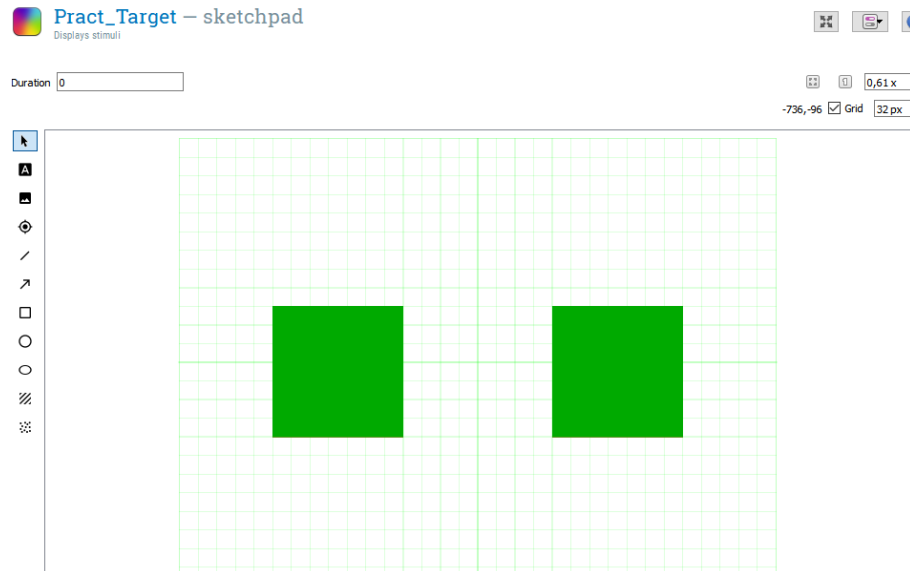 Pract_Target – sketchpad
Displays stimuli
Duration 0
0,61 x
-736,-96 Grid 32 px
A